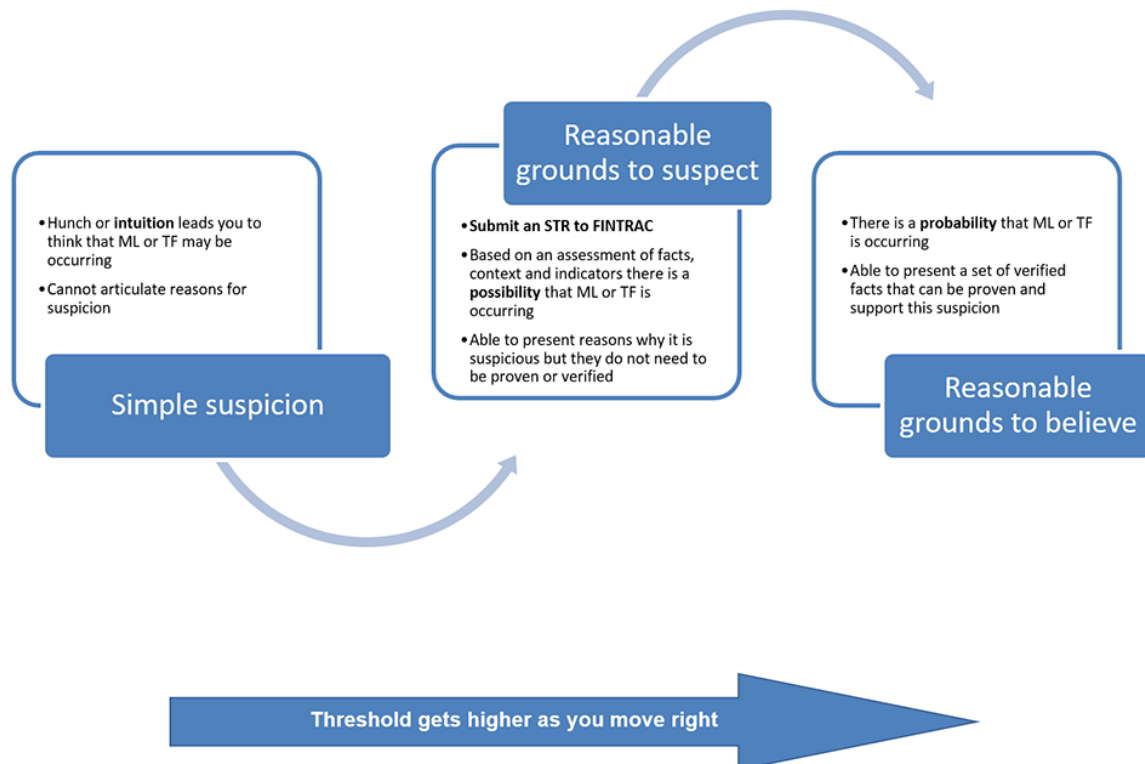 • Hunch or intuition leads you to
think that ML or TF may be
occurring
• Cannot articulate reasons for
suspicion
Simple suspicion
Reasonable
grounds to suspect
• Submit an STR to FINTRAC
• Based on an assessment of facts,
context and indicators there is a
possibility that ML or TF is
occurring
• Able to present reasons why it is
suspicious but they do not need to
be proven or verified
• There is a probability that ML or TF
is occurring
• Able to present a set of verified
facts that can be proven and
support this suspicion
Reasonable
grounds to believe
Threshold gets higher as you move right